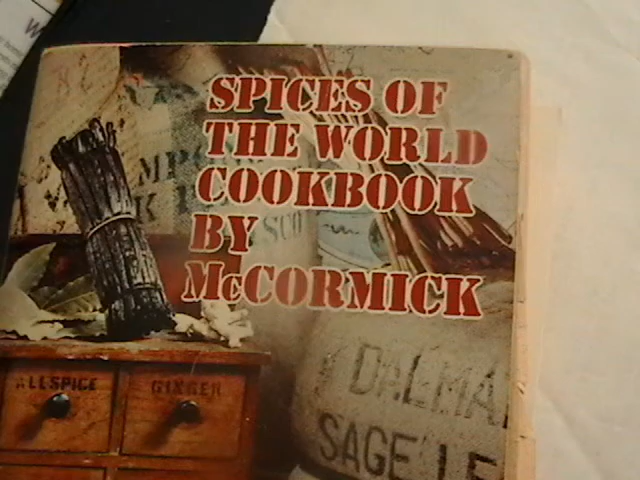 SPICES OF
THE WORLD
COOKBOOK
BY
McCORMICK
ALLSPICE
GINGER
DALMA
SAGE LE